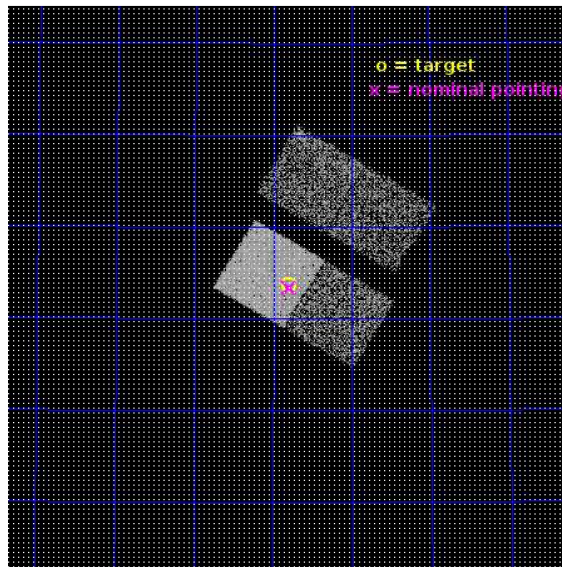 o = target
x = nominal pointing